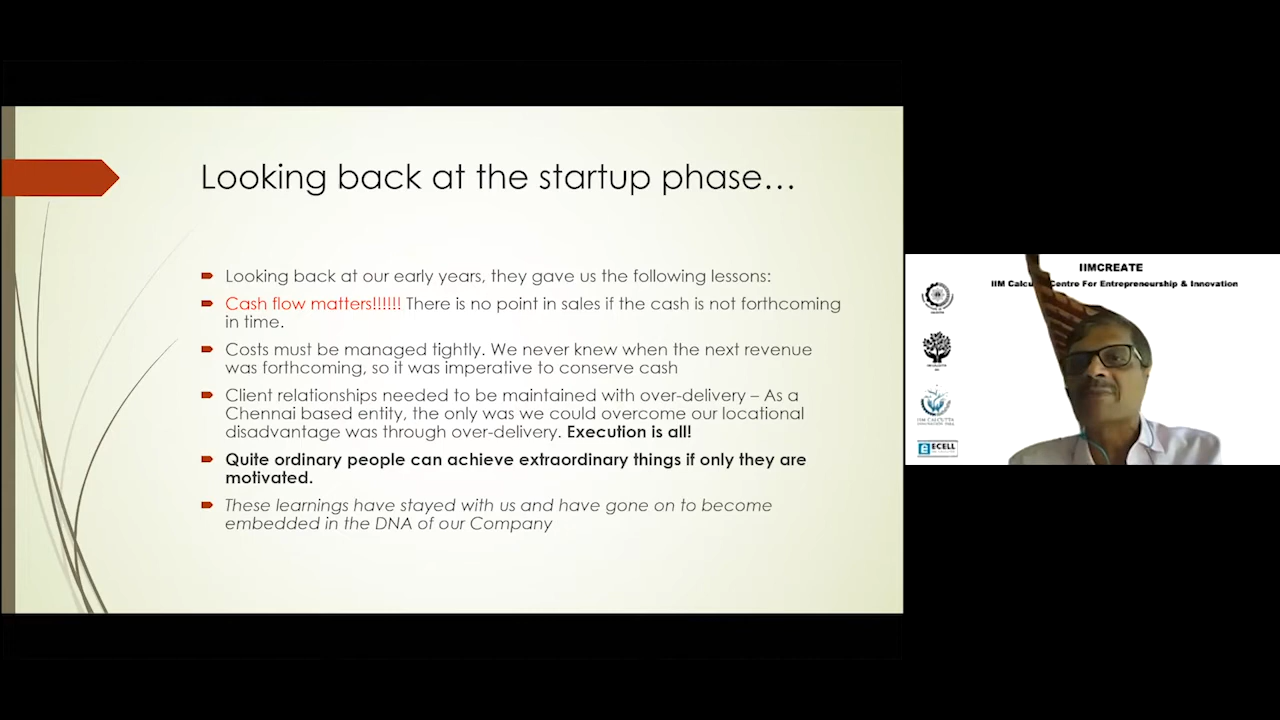 Looking back at the startup phase...
Looking back at our early years, they gave us the following lessons:
Cash flow matters!!!!!! There is no point in sales if the cash is not forthcoming
in time.
Costs must be managed tightly. We never knew when the next revenue
was forthcoming, so it was imperative to conserve cash
Client relationships needed to be maintained with over-delivery – As a
Chennai based entity, the only was we could overcome our locational
disadvantage was through over-delivery. Execution is all!
Quite ordinary people can achieve extraordinary things if only they are
motivated.
These learnings have stayed with us and have gone on to become
embedded in the DNA of our Company
IIMCREATE
IIM Calcu Centre For Entrepreneurship & Innovation
IIM CALCUTTA
ECELL